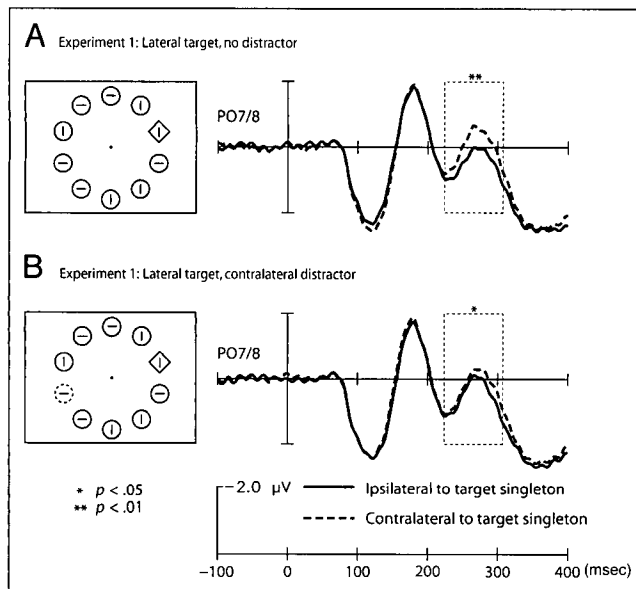 A Experiment 1: Lateral target, no distractor
**
PO7/8
B Experiment 1: Lateral target, contralateral distractor
*
PO7/8
* p < .05
** p < .01
−2.0 μV
Ipsilateral to target singleton
Contralateral to target singleton
-100 0 100 200 300 400 (msec)